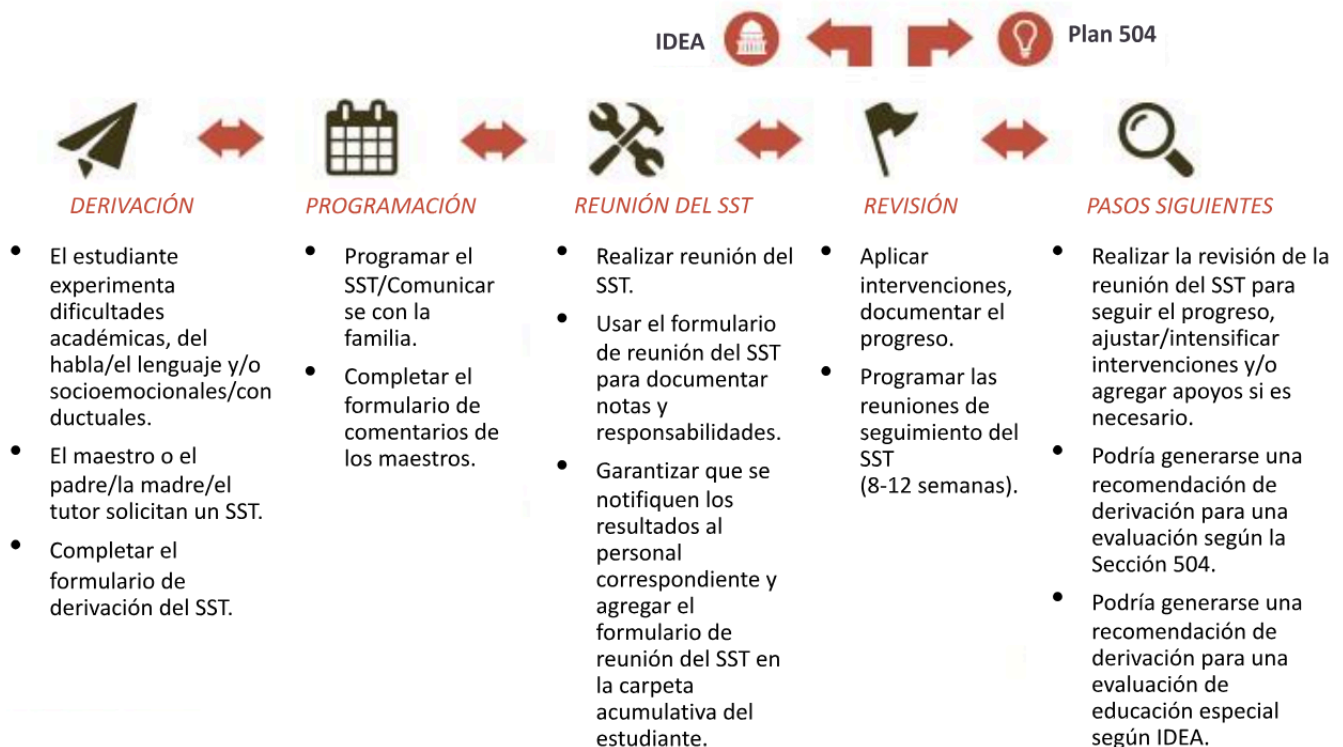 IDEA
Plan 504
DERIVACIÓN
El estudiante
experimenta
dificultades
académicas, del
habla/el lenguaje y/o
socioemocionales/con
ductuales.
El maestro o el
padre/la madre/el
tutor solicitan un SST.
Completar el
formulario de
derivación del SST.
PROGRAMACIÓN
Programar el
SST/Comunicar
se con la
familia.
Completar el
formulario de
comentarios de
los maestros.
REUNIÓN DEL SST
Realizar reunión del
SST.
Usar el formulario
de reunión del SST
para documentar
notas y
responsabilidades.
Garantizar que se
notifiquen los
resultados al
personal
correspondiente y
agregar el
formulario de
reunión del SST en
la carpeta
acumulativa del
estudiante.
REVISIÓN
Aplicar
intervenciones,
documentar el
progreso.
Programar las
reuniones de
seguimiento del
SST
(8-12 semanas).
PASOS SIGUIENTES
Realizar la revisión de la
reunión del SST para
seguir el progreso,
ajustar/intensificar
intervenciones y/o
agregar apoyos si es
necesario.
Podría generarse una
recomendación de
derivación para una
evaluación según la
Sección 504.
Podría generarse una
recomendación de
derivación para una
evaluación de
educación especial
según IDEA.